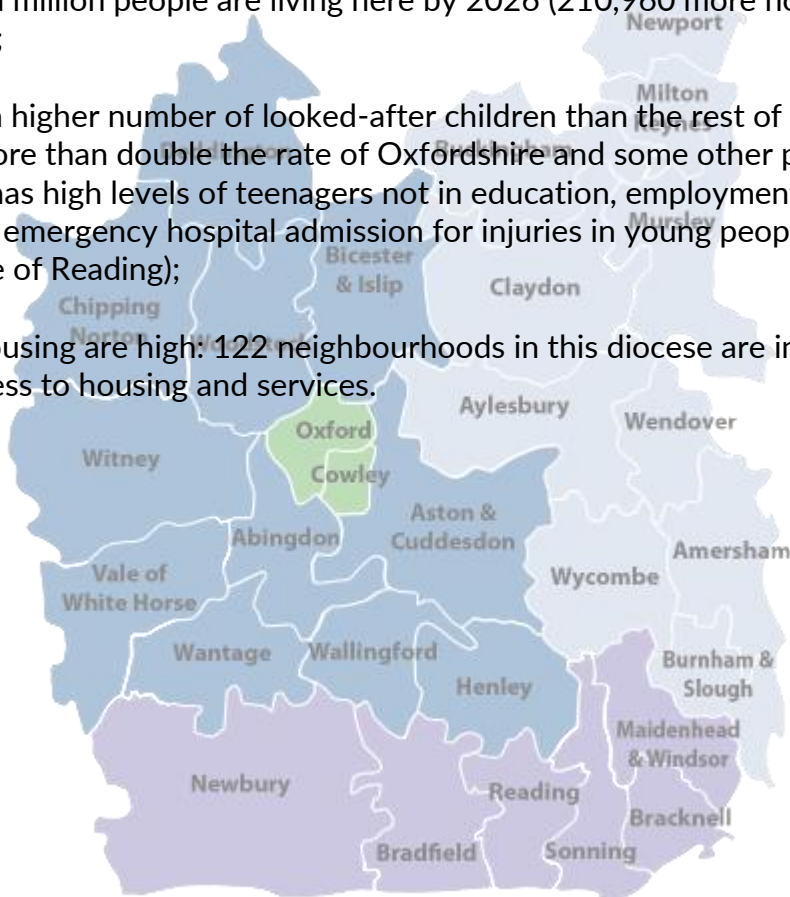 million people are living here by 2026 (210,960 more
;
Newport
Milton
Keynes
higher number of looked-after children than the rest of
ore than double the rate of Oxfordshire and some other p
has high levels of teenagers not in education, employmen
emergency hospital admission for injuries in young peop
e of Reading);
Buckingham
Mursley
Bicester
& Islip
Claydon
Chipping
Norton
Woodstock
ousing are high: 122 neighbourhoods in this diocese are in
ess to housing and services.
Aylesbury
Wendover
Oxford
Witney
Cowley
Aston &
Cuddesdon
Abingdon
Amersham
Vale of
White Horse
Wycombe
Wantage
Wallingford
Burnham &
Slough
Henley
Maidenhead
& Windsor
Newbury
Reading
Bracknell
Bradfield
Sonning